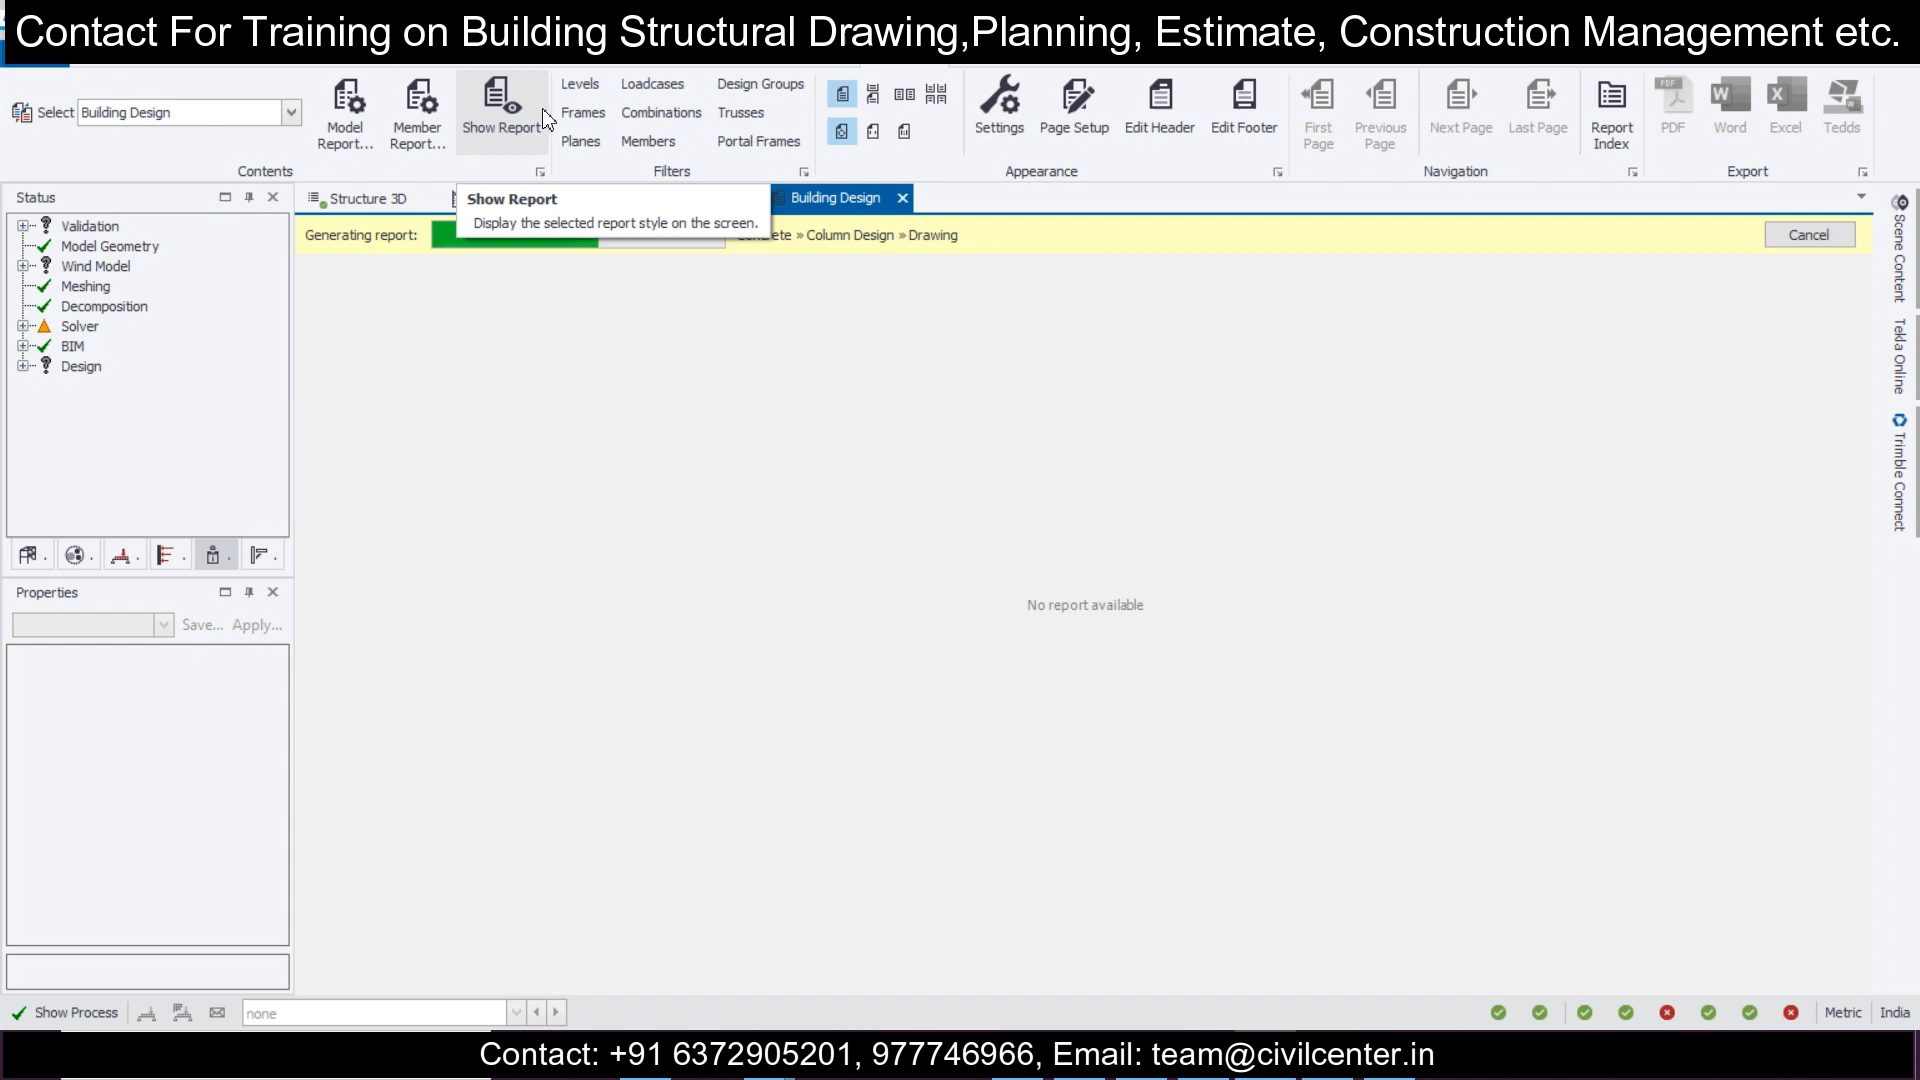 Contact For Training on Building Structural Drawing,Planning, Estimate, Construction Management etc.
Select Building Design
Model Report...
Member Report...
Show Report
Levels Loadcases Design Groups
Frames Combinations Trusses
Planes Members Portal Frames
Settings Page Setup Edit Header Edit Footer
First Page
Previous Page
Next Page Last Page
Report Index
PDF Word Excel Tedds
Contents Filters Appearance Navigation Export
Status
Validation
Model Geometry
Wind Model
Meshing
Decomposition
Solver
BIM
Design
Structure 3D
Building Design
Show Report
Display the selected report style on the screen.
Generating report:
» Column Design » Drawing
Cancel
No report available
Scene Content
Tekla Online
Trimble Connect
Properties
Save... Apply...
Show Process
none
Metric India
Contact: +91 6372905201, 977746966, Email: team@civilcenter.in